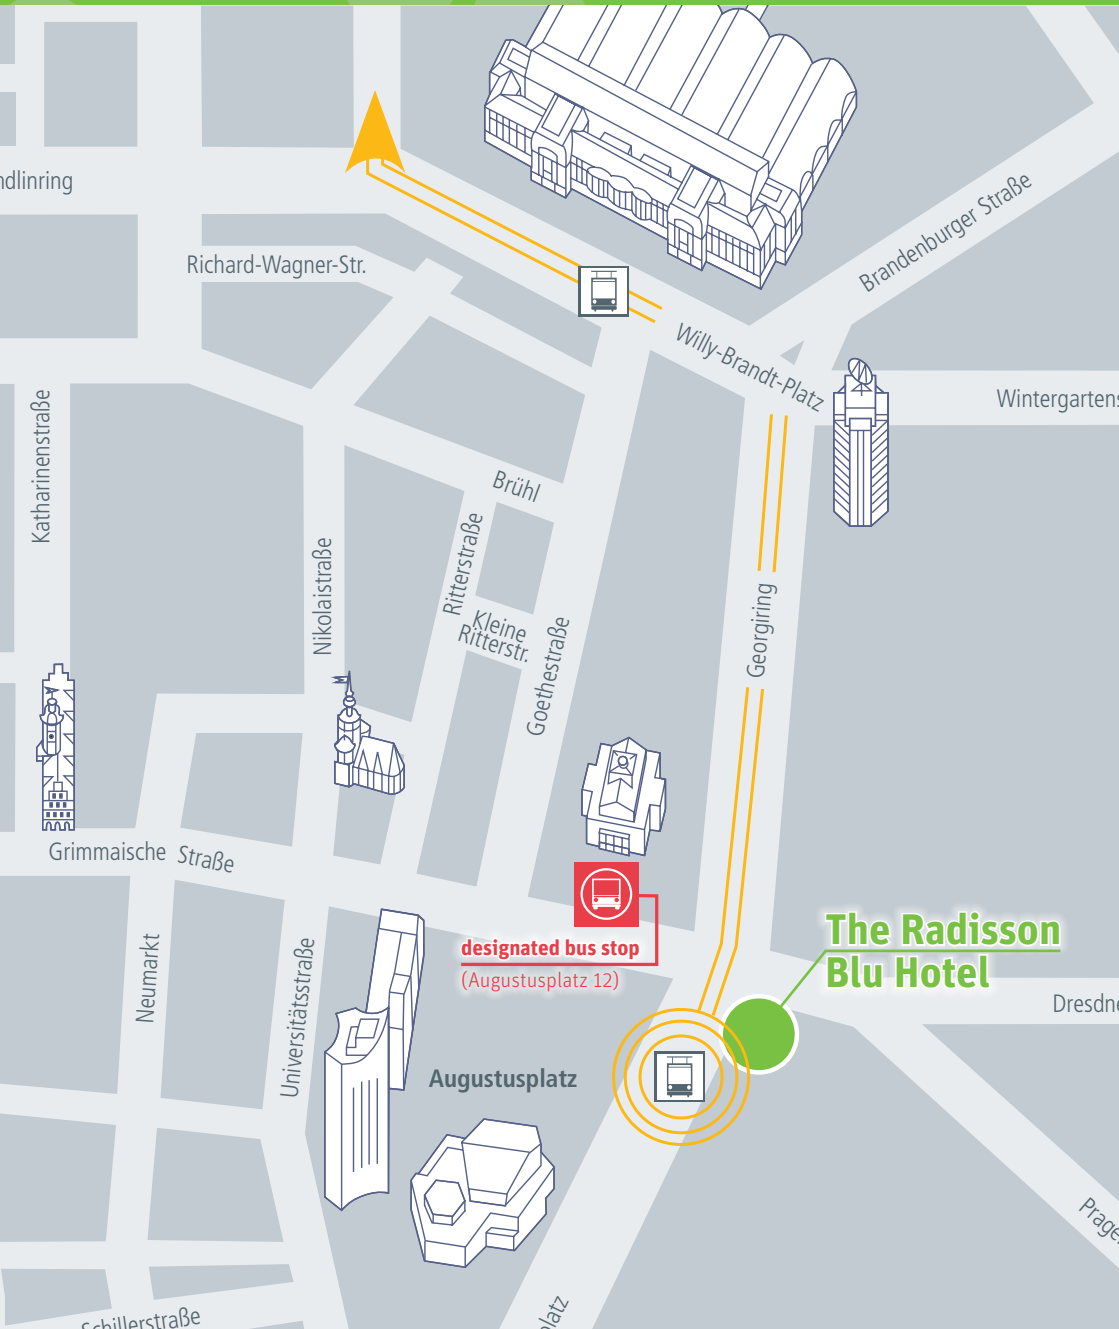 ndlinring
Richard-Wagner-Str.
Brandenburger Straße
Willy-Brandt-Platz
Wintergartens
Katharinenstraße
Brühl
Ritterstraße
Nikolaistraße
Kleine
Ritterstr.
Goethestraße
Georgiring
Grimmaische Straße
designated bus stop
(Augustusplatz 12)
The Radisson
Blu Hotel
Neumarkt
Universitätsstraße
Dresdne
Augustusplatz
Prage
Schillerstraße
platz